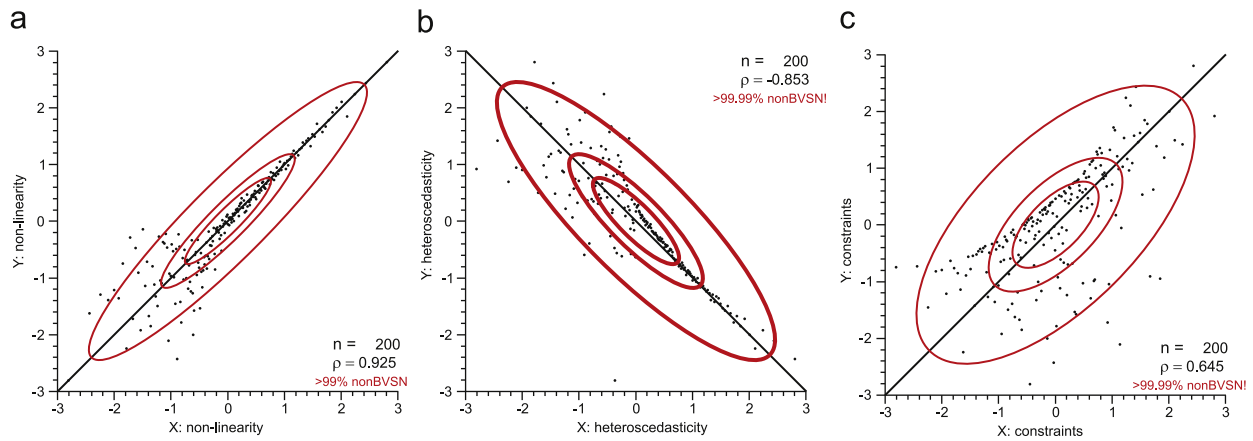 a
3
2
1
0
-1
-2
-3
-3 -2 -1 0 1 2 3
Y: non-linearity
X: non-linearity
n = 200
ρ = 0.925
>99% nonBVSN
b
3
2
1
0
-1
-2
-3
-3 -2 -1 0 1 2 3
Y: heteroscedasticity
X: heteroscedasticity
n = 200
ρ = -0.853
>99.99% nonBVSN!
c
3
2
1
0
-1
-2
-3
-3 -2 -1 0 1 2 3
Y: constraints
X: constraints
n = 200
ρ = 0.645
>99.99% nonBVSN!